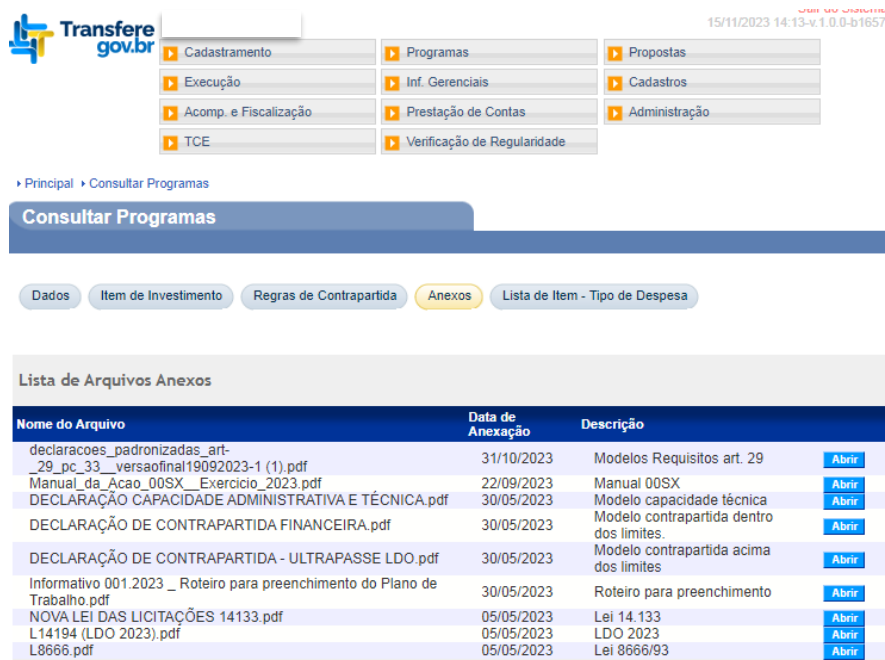 Sair do Sistema
15/11/2023 14:13-v.1.0.0-b1657
Transfere
gov.br
Cadastramento
Programas
Propostas
Execução
Inf. Gerenciais
Cadastros
Acomp. e Fiscalização
Prestação de Contas
Administração
TCE
Verificação de Regularidade
Principal Consultar Programas
Consultar Programas
Dados Item de Investimento Regras de Contrapartida Anexos Lista de Item - Tipo de Despesa
Lista de Arquivos Anexos
Nome do Arquivo Data de Anexação Descrição
declaracoes_padronizadas_art-
_29_pc_33__versaofinal19092023-1 (1).pdf 31/10/2023 Modelos Requisitos art. 29 Abrir
Manual_da_Acao_00SX__Exercicio_2023.pdf 22/09/2023 Manual 00SX Abrir
DECLARAÇÃO CAPACIDADE ADMINISTRATIVA E TÉCNICA.pdf 30/05/2023 Modelo capacidade técnica Abrir
DECLARAÇÃO DE CONTRAPARTIDA FINANCEIRA.pdf 30/05/2023 Modelo contrapartida dentro
dos limites. Abrir
DECLARAÇÃO DE CONTRAPARTIDA - ULTRAPASSE LDO.pdf 30/05/2023 Modelo contrapartida acima
dos limites Abrir
Informativo 001.2023 _ Roteiro para preenchimento do Plano de
Trabalho.pdf 30/05/2023 Roteiro para preenchimento Abrir
NOVA LEI DAS LICITAÇÕES 14133.pdf 05/05/2023 Lei 14.133 Abrir
L14194 (LDO 2023).pdf 05/05/2023 LDO 2023 Abrir
L8666.pdf 05/05/2023 Lei 8666/93 Abrir